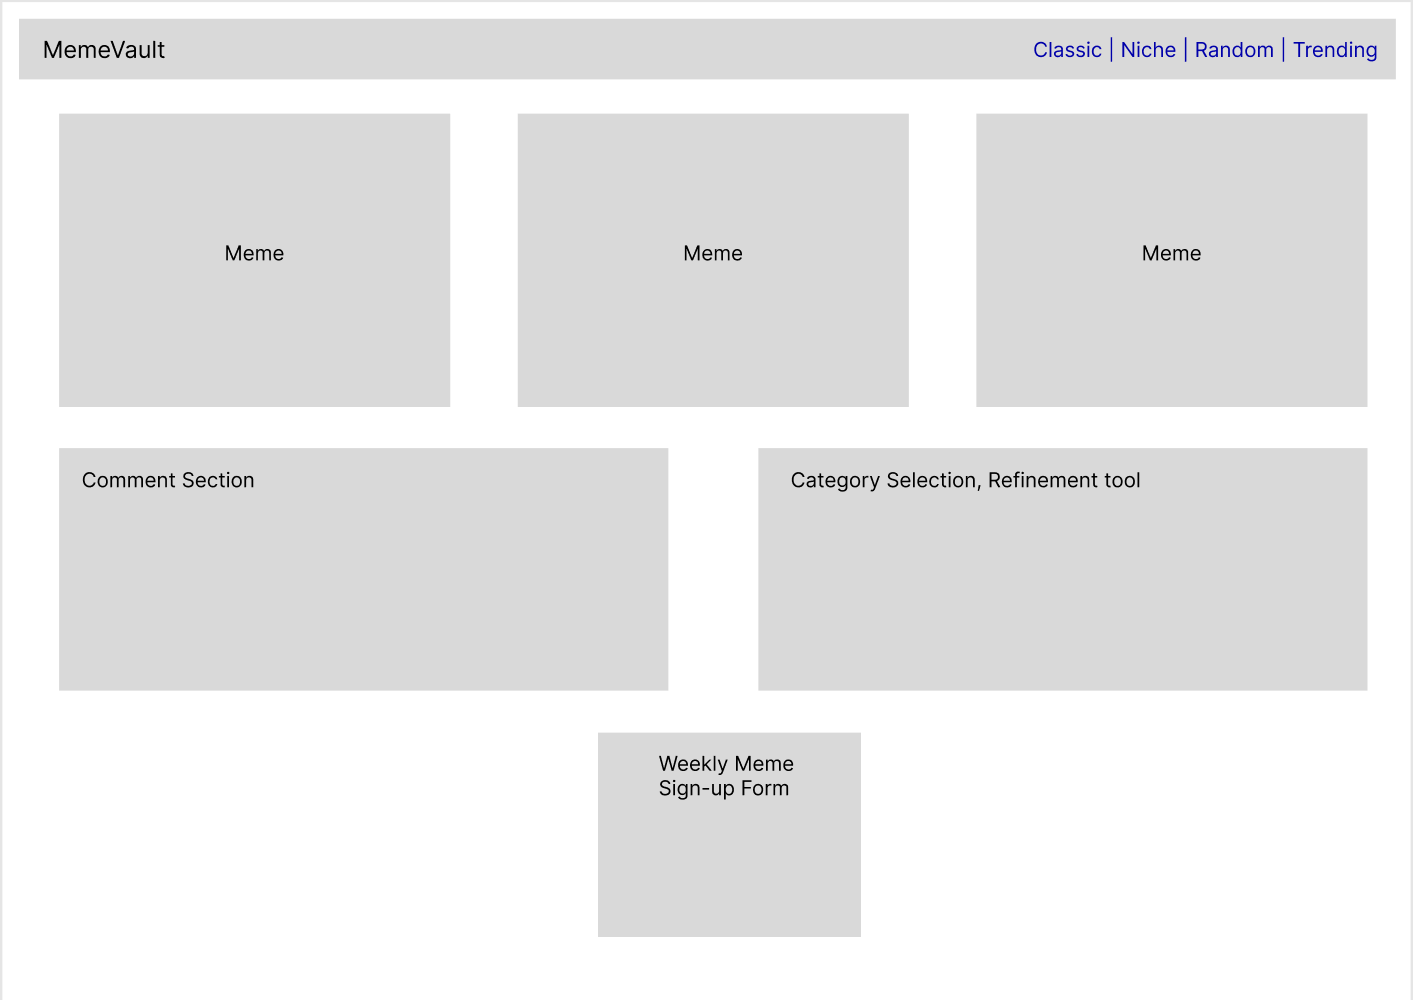 MemeVault
Classic | Niche | Random | Trending
Meme
Meme
Meme
Comment Section
Category Selection, Refinement tool
Weekly Meme
Sign-up Form